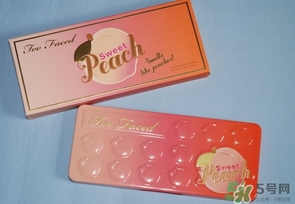 Too Faced
Sweet
Peach
Smells
like peaches!
Too Faced
Sweet
Peach
5号网